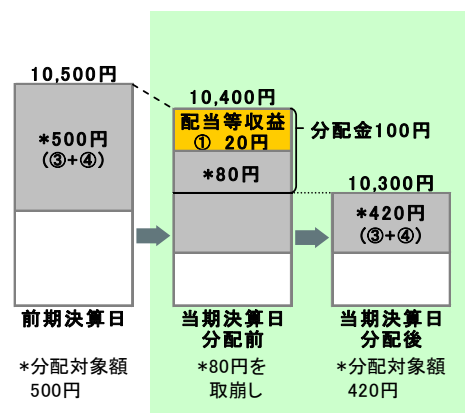 10,500円
*500円
(③+④)
前期決算日
*分配対象額
500円
10,400円
配当等収益
① 20円
*80円
分配金100円
当期決算日
分配前
*80円を
取崩し
10,300円
*420円
(③+④)
当期決算日
分配後
*分配対象額
420円